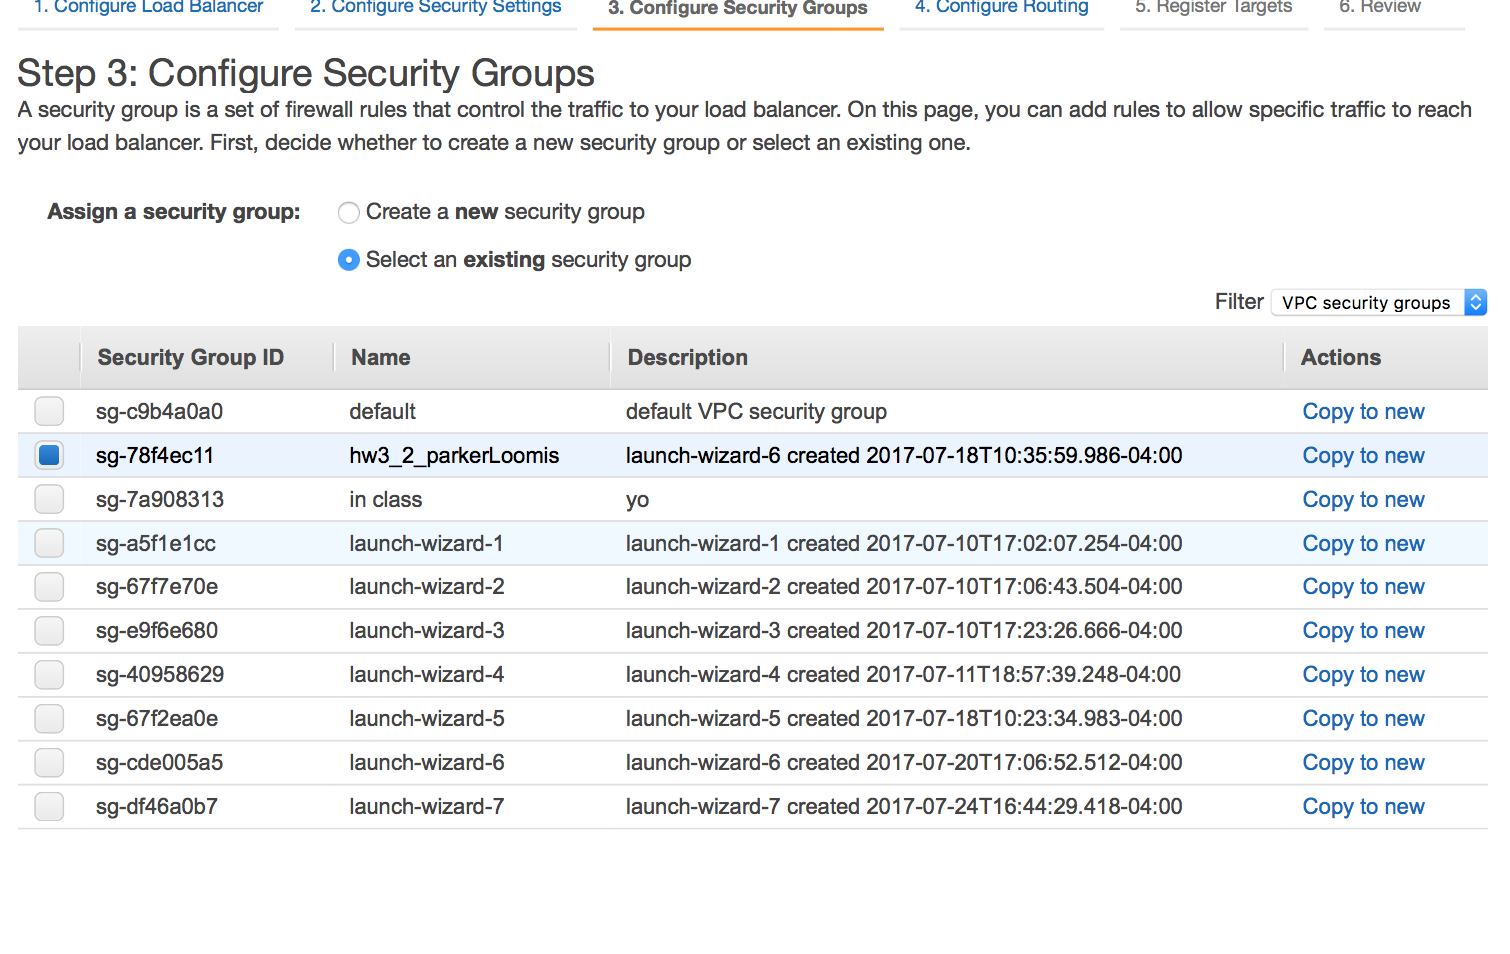 1. Configure Load Balancer 2. Configure Security Settings 3. Configure Security Groups 4. Configure Routing 5. Register Targets 6. Review
Step 3: Configure Security Groups
A security group is a set of firewall rules that control the traffic to your load balancer. On this page, you can add rules to allow specific traffic to reach
your load balancer. First, decide whether to create a new security group or select an existing one.
Assign a security group: Create a new security group
Select an existing security group
Filter VPC security groups
Security Group ID Name Description Actions
sg-c9b4a0a0 default default VPC security group Copy to new
sg-78f4ec11 hw3_2_parkerLoomis launch-wizard-6 created 2017-07-18T10:35:59.986-04:00 Copy to new
sg-7a908313 in class yo Copy to new
sg-a5f1e1cc launch-wizard-1 launch-wizard-1 created 2017-07-10T17:02:07.254-04:00 Copy to new
sg-67f7e70e launch-wizard-2 launch-wizard-2 created 2017-07-10T17:06:43.504-04:00 Copy to new
sg-e9f6e680 launch-wizard-3 launch-wizard-3 created 2017-07-10T17:23:26.666-04:00 Copy to new
sg-40958629 launch-wizard-4 launch-wizard-4 created 2017-07-11T18:57:39.248-04:00 Copy to new
sg-67f2ea0e launch-wizard-5 launch-wizard-5 created 2017-07-18T10:23:34.983-04:00 Copy to new
sg-cde005a5 launch-wizard-6 launch-wizard-6 created 2017-07-20T17:06:52.512-04:00 Copy to new
sg-df46a0b7 launch-wizard-7 launch-wizard-7 created 2017-07-24T16:44:29.418-04:00 Copy to new